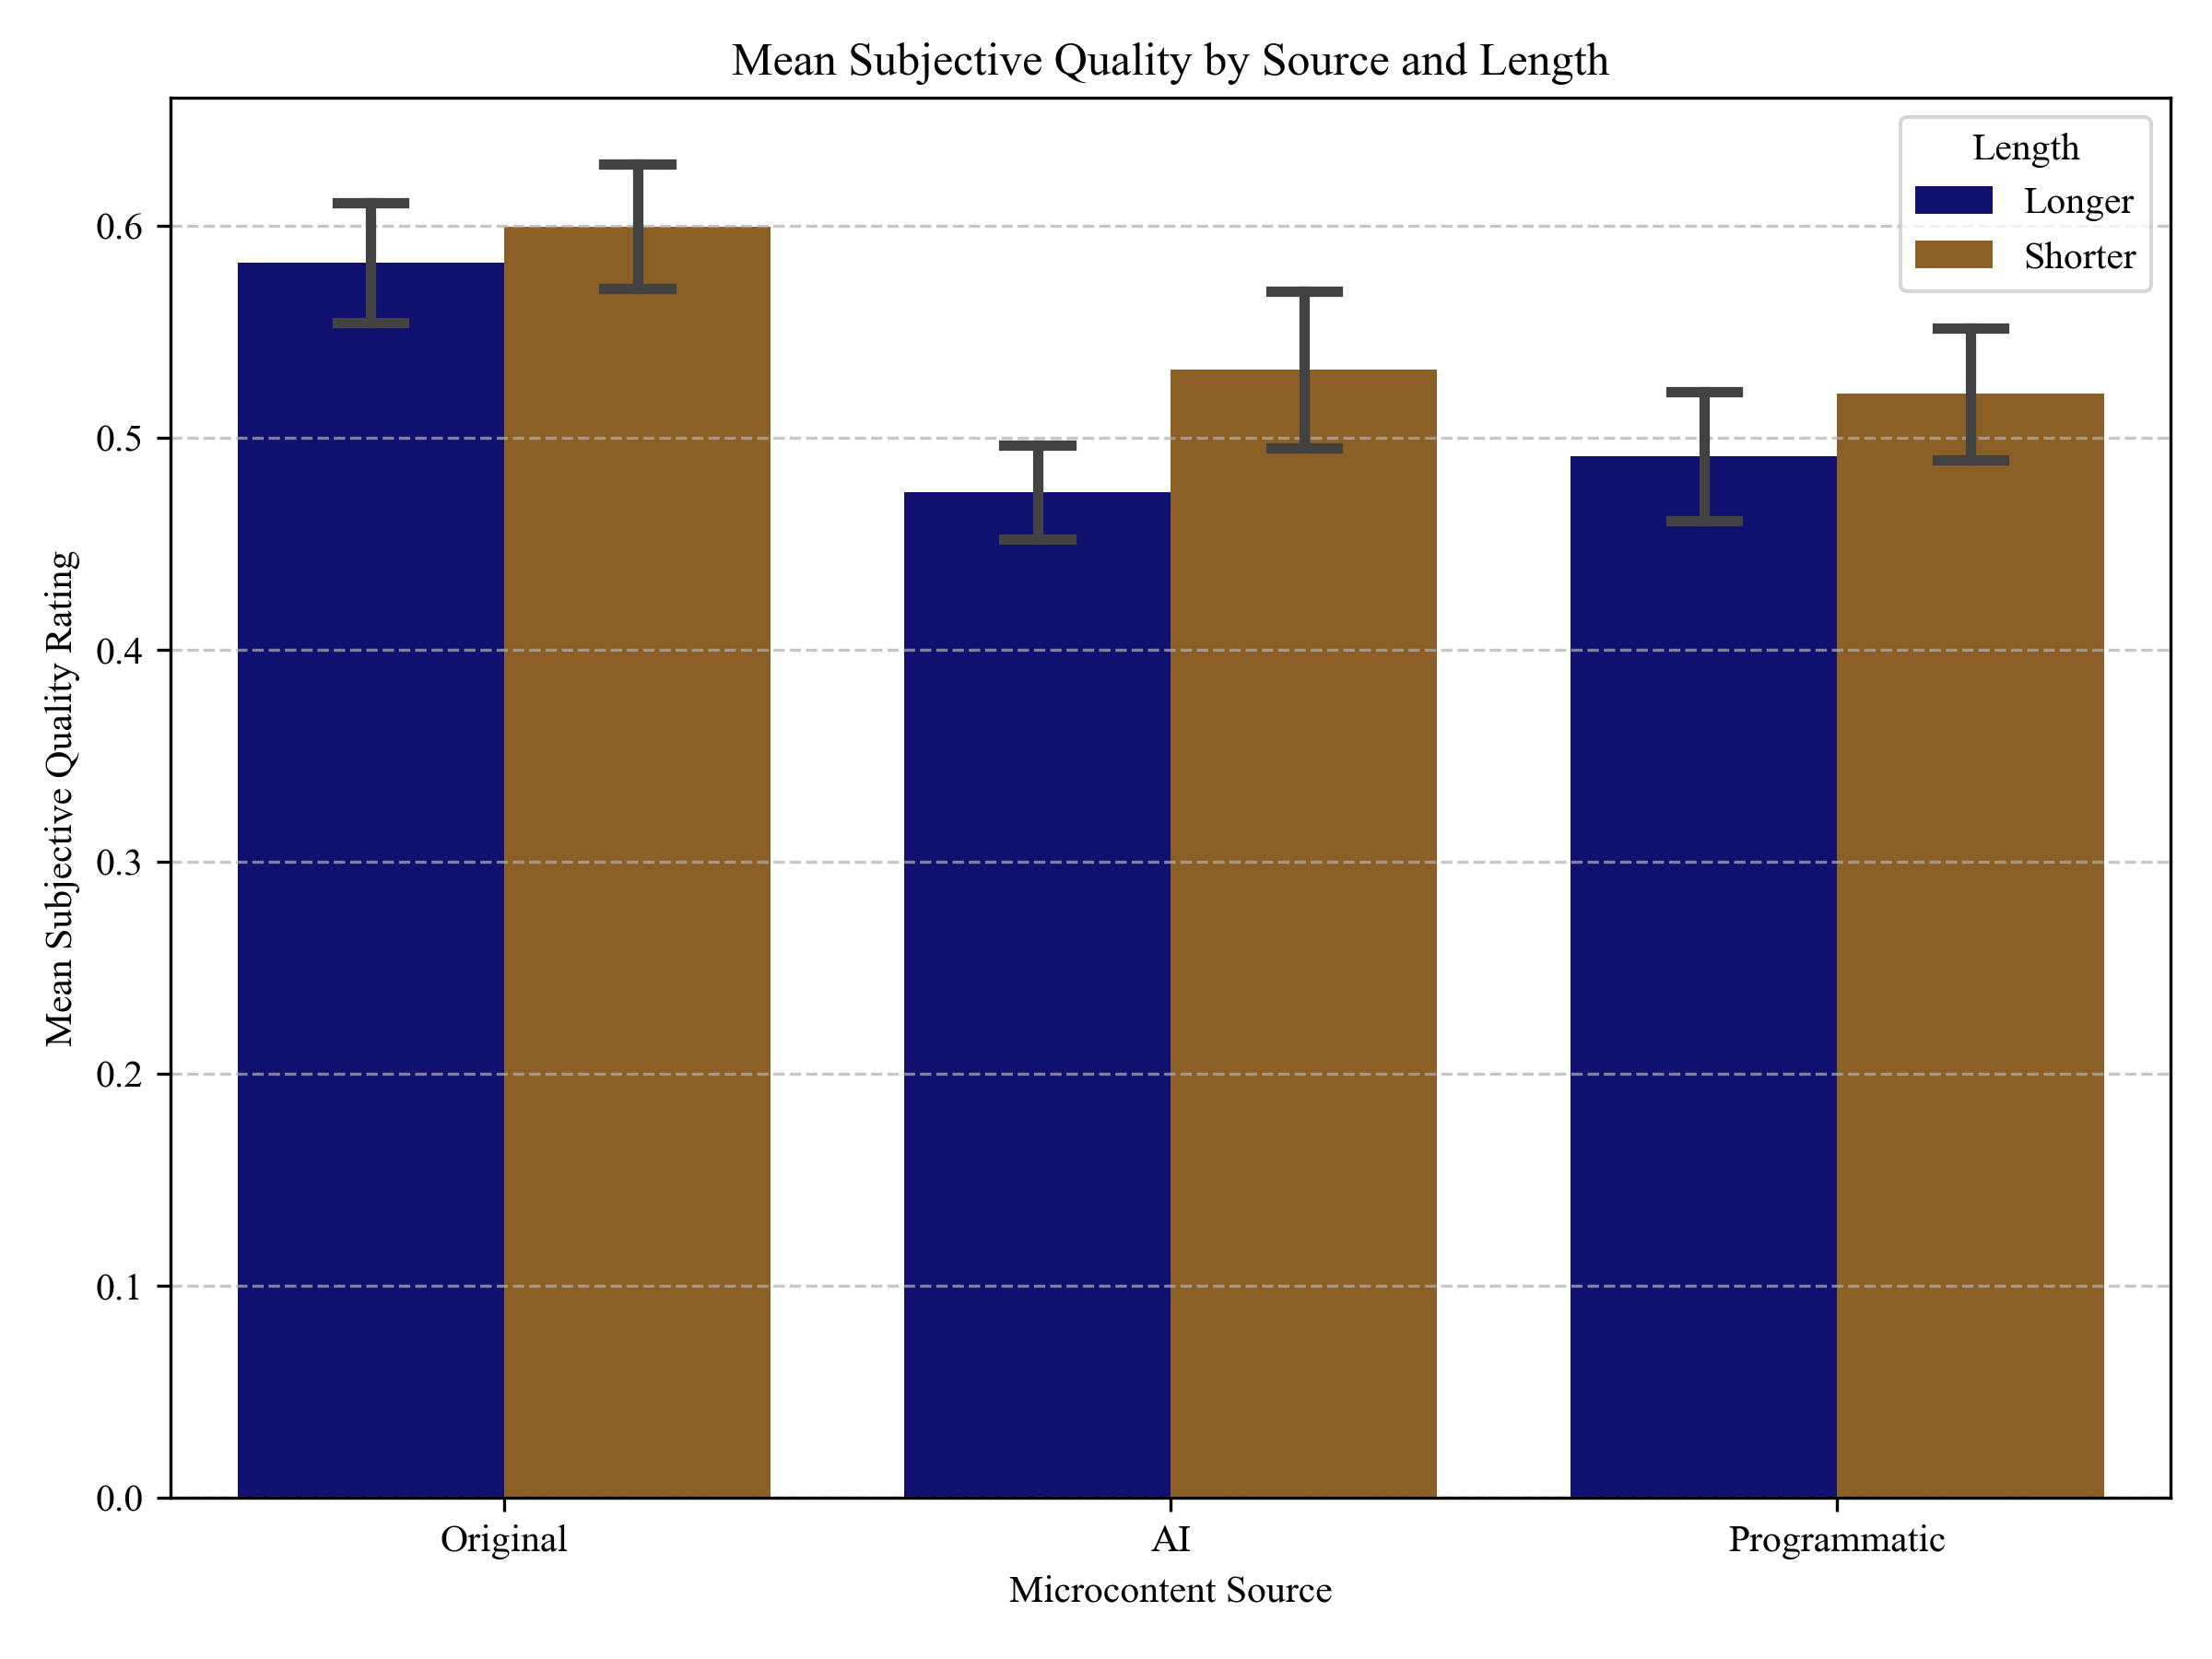 Mean Subjective Quality by Source and Length
Length
Longer
Shorter
Mean Subjective Quality Rating
0.6
0.5
0.4
0.3
0.2
0.1
0.0
Original
AI
Programmatic
Microcontent Source